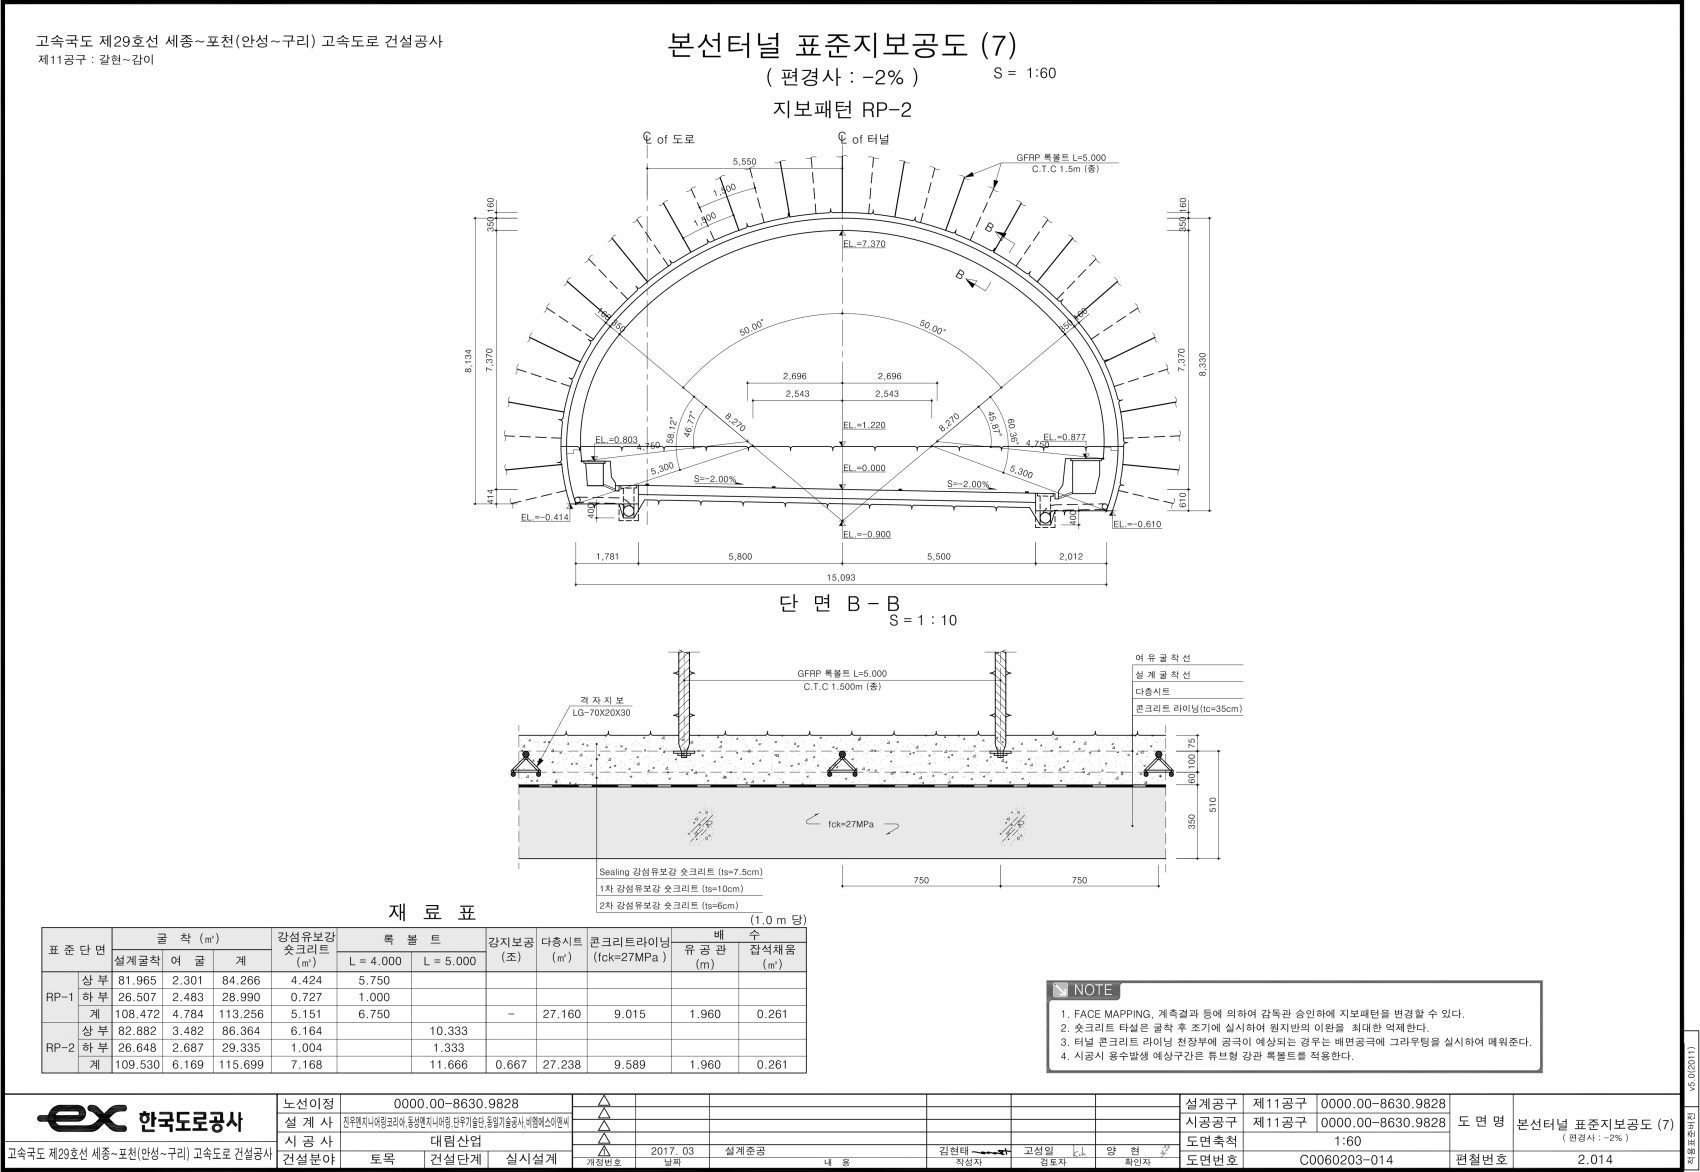 고속국도 제29호선 세종~포천(안성~구리) 고속도로 건설공사
제11공구 : 갈현~감이
본선터널 표준지보공도 (7)
( 편경사 : -2% )
S = 1:60
지보패턴 RP-2
℄ of 도로
℄ of 터널
5,550
GFRP 록볼트 L=5.000
C.T.C 1.5m (종)
1,500
1,500
350 160
350 160
B
B
EL.=7.370
160
350
350
160
50.00°
50.00°
8,134
7,370
7,370
8,330
2,696
2,696
2,543
2,543
8,270
8,270
58.12°
46.77°
45.87°
60.36°
EL.=1.220
EL.=0.803
4,750
4,750
EL.=0.877
5,300
5,300
EL.=0.000
S=-2.00%
S=-2.00%
414
610
400
400
EL.=-0.414
EL.=-0.610
EL.=-0.900
1,781
5,800
5,500
2,012
15,093
단 면 B - B
S = 1 : 10
GFRP 록볼트 L=5.000
C.T.C 1.500m (종)
격 자 지 보
LG-70X20X30
여 유 굴 착 선
설 계 굴 착 선
다층시트
콘크리트 라이닝(tc=35cm)
75
100
60
350
510
fck=27MPa
Sealing 강섬유보강 숏크리트 (ts=7.5cm)
1차 강섬유보강 숏크리트 (ts=10cm)
2차 강섬유보강 숏크리트 (ts=6cm)
750
750
재 료 표
(1.0 m 당)
표 준 단 면 굴 착 (㎥) 강섬유보강 숏크리트 (㎥) 록 볼 트 강지보공 (조) 다층시트 (㎡) 콘크리트라이닝 (fck=27MPa ) 배 수
설계굴착 여 굴 계 L = 4.000 L = 5.000 유 공 관 (m) 잡석채움 (㎥)
RP-1 상 부 81.965 2.301 84.266 4.424 5.750
하 부 26.507 2.483 28.990 0.727 1.000
계 108.472 4.784 113.256 5.151 6.750 - 27.160 9.015 1.960 0.261
RP-2 상 부 82.882 3.482 86.364 6.164 10.333
하 부 26.648 2.687 29.335 1.004 1.333
계 109.530 6.169 115.699 7.168 11.666 0.667 27.238 9.589 1.960 0.261
NOTE
1. FACE MAPPING, 계측결과 등에 의하여 감독관 승인하에 지보패턴을 변경할 수 있다.
2. 숏크리트 타설은 굴착 후 조기에 실시하여 원지반의 이완을 최대한 억제한다.
3. 터널 콘크리트 라이닝 천장부에 공극이 예상되는 경우는 배면공극에 그라우팅을 실시하여 메워준다.
4. 시공시 용수발생 예상구간은 튜브형 강관 록볼트를 적용한다.
적용표준버전 v5.0(2011)
ex 한국도로공사
고속국도 제29호선 세종~포천(안성~구리) 고속도로 건설공사
노선이정 0000.00-8630.9828
설 계 사 진우엔지니어링코리아,동성엔지니어링,단우기술단,동일기술공사,비엠에스이앤씨
시 공 사 대림산업
건설분야 토목 건설단계 실시설계
1 2017. 03 설계준공 김현태 고성일 양 현
개정번호 날짜 내 용 작성자 검토자 확인자
설계공구 제11공구 0000.00-8630.9828
시공공구 제11공구 0000.00-8630.9828
도면축척 1:60
도면번호 C0060203-014
도 면 명 본선터널 표준지보공도 (7)
( 편경사 : -2% )
편철번호 2.014